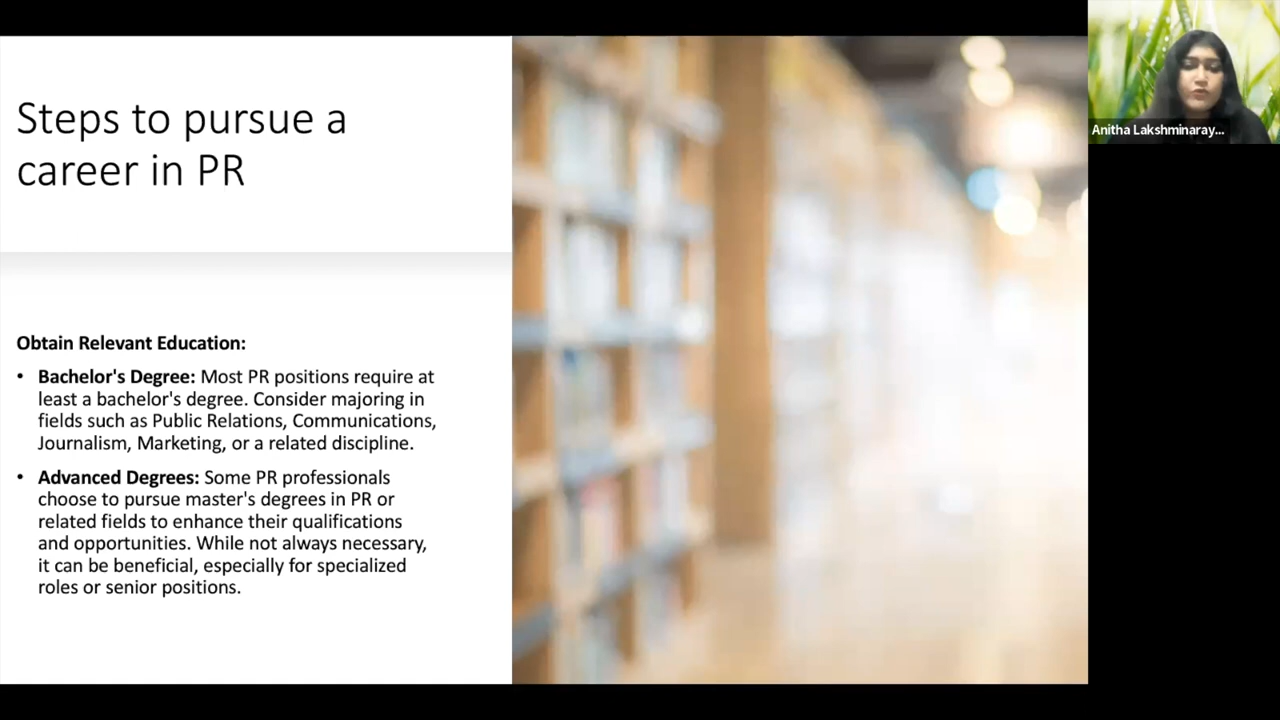 Steps to pursue a
career in PR
Obtain Relevant Education:
• Bachelor's Degree: Most PR positions require at
least a bachelor's degree. Consider majoring in
fields such as Public Relations, Communications,
Journalism, Marketing, or a related discipline.
• Advanced Degrees: Some PR professionals
choose to pursue master's degrees in PR or
related fields to enhance their qualifications
and opportunities. While not always necessary,
it can be beneficial, especially for specialized
roles or senior positions.
Anitha Lakshminaray...